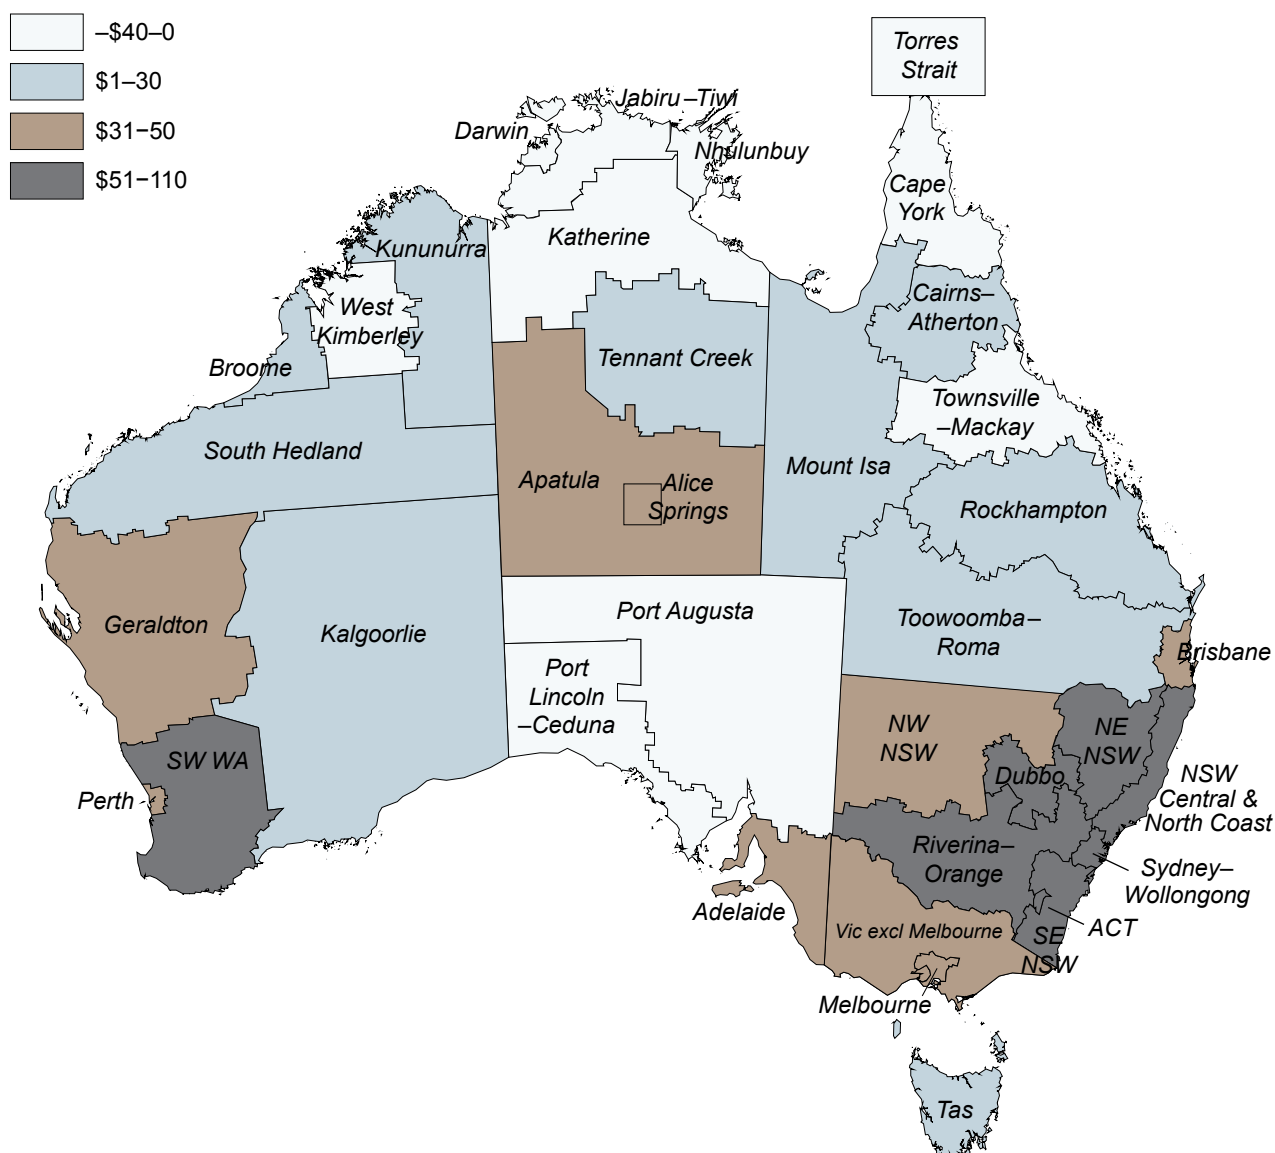 –$40–0
$1–30
$31–50
$51–110
Torres
Strait
Jabiru–Tiwi
Darwin
Nhulunbuy
Cape
York
Katherine
Kununurra
West
Kimberley
Cairns–
Atherton
Broome
Tennant Creek
Townsville
–Mackay
South Hedland
Mount Isa
Apatula
Alice
Springs
Rockhampton
Geraldton
Kalgoorlie
Port Augusta
Toowoomba–
Roma
Brisbane
Port
Lincoln
–Ceduna
NW
NSW
NE
NSW
SW WA
Dubbo
Perth
NSW
Central &
North Coast
Riverina–
Orange
Sydney–
Wollongong
Adelaide
ACT
Vic excl Melbourne
SE
NSW
Melbourne
Tas